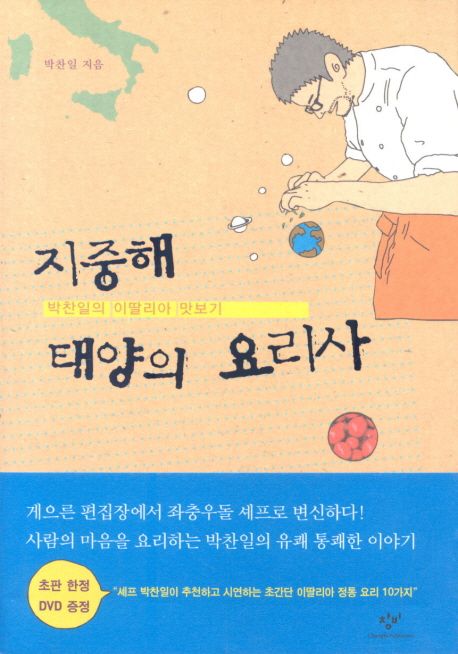 박찬일 지음
지중해
박찬일의 이딸리아 맛보기
태양의 요리사
게으른 편집장에서 좌충우돌 셰프로 변신하다!
사람의 마음을 요리하는 박찬일의 유쾌 통쾌한 이야기
초판 한정
DVD 증정
“셰프 박찬일이 추천하고 시연하는 초간단 이딸리아 정통 요리 10가지”
창비